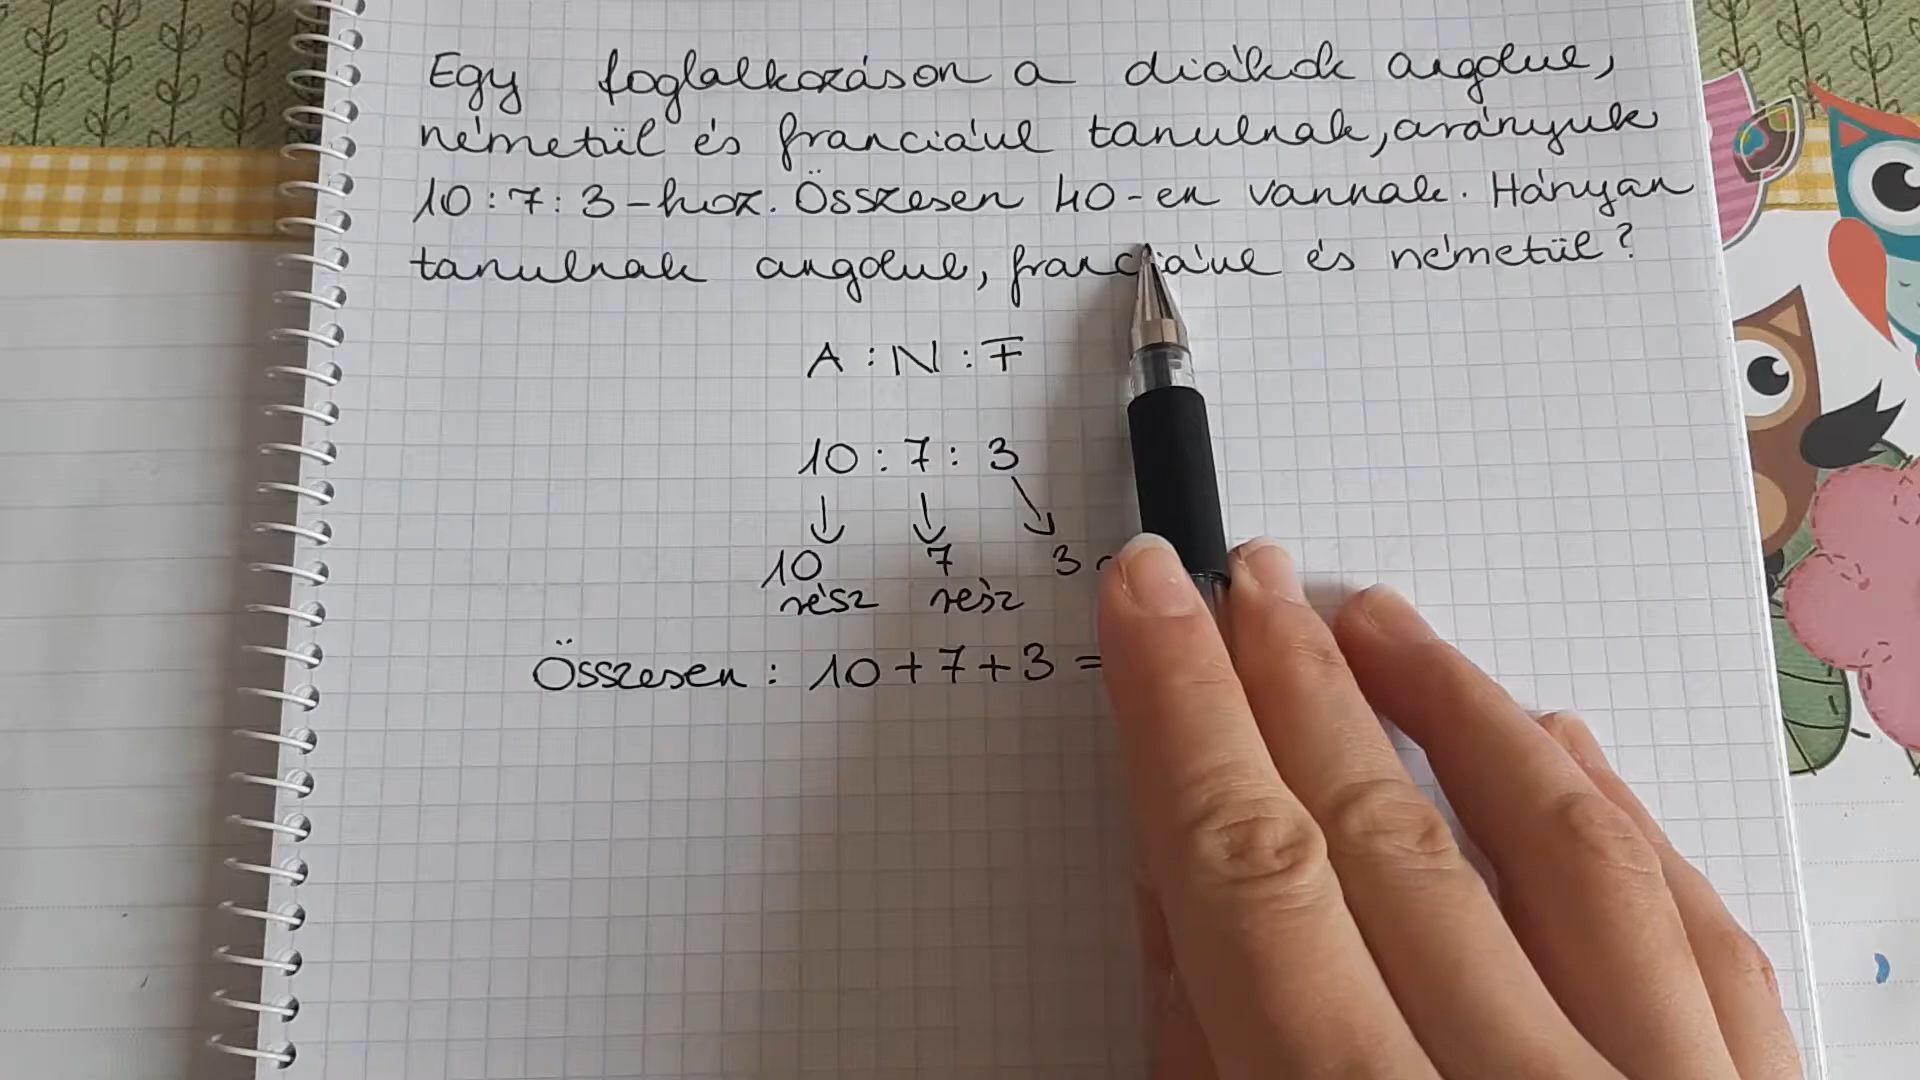 Egy foglalkozáson a diákok angolul,
németül és franciául tanulnak, arányuk
10:7:3-hoz. Összesen 40-en vannak. Hányan
tanulnak angolul, franciául és németül?
A : N : F
10 : 7 : 3
10 7 3
rész rész
Összesen : 10+7+3 =